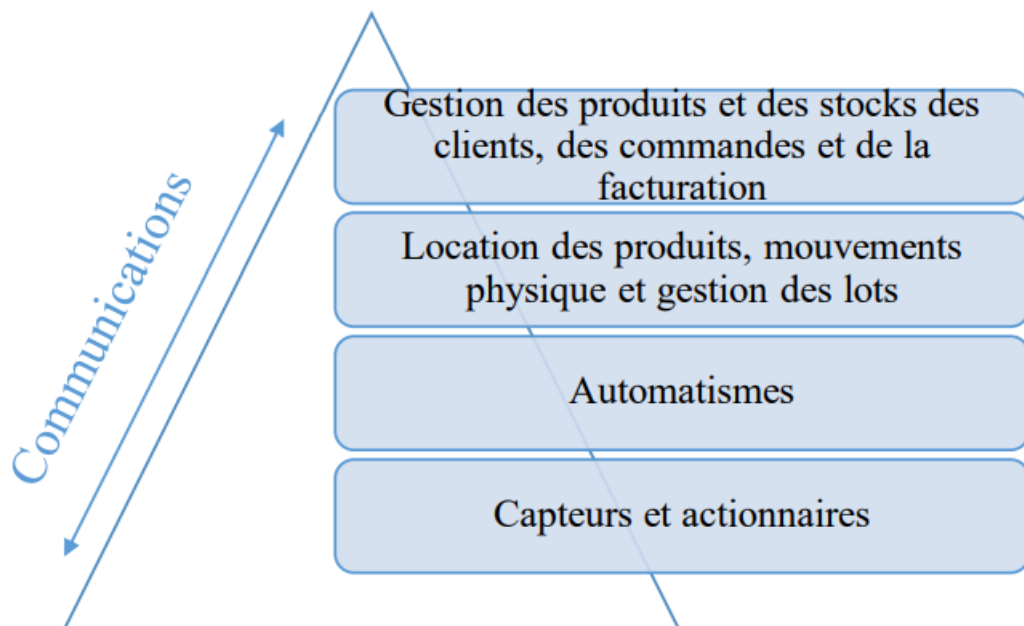 Communications
Gestion des produits et des stocks des
clients, des commandes et de la
facturation
Location des produits, mouvements
physique et gestion des lots
Automatismes
Capteurs et actionnaires